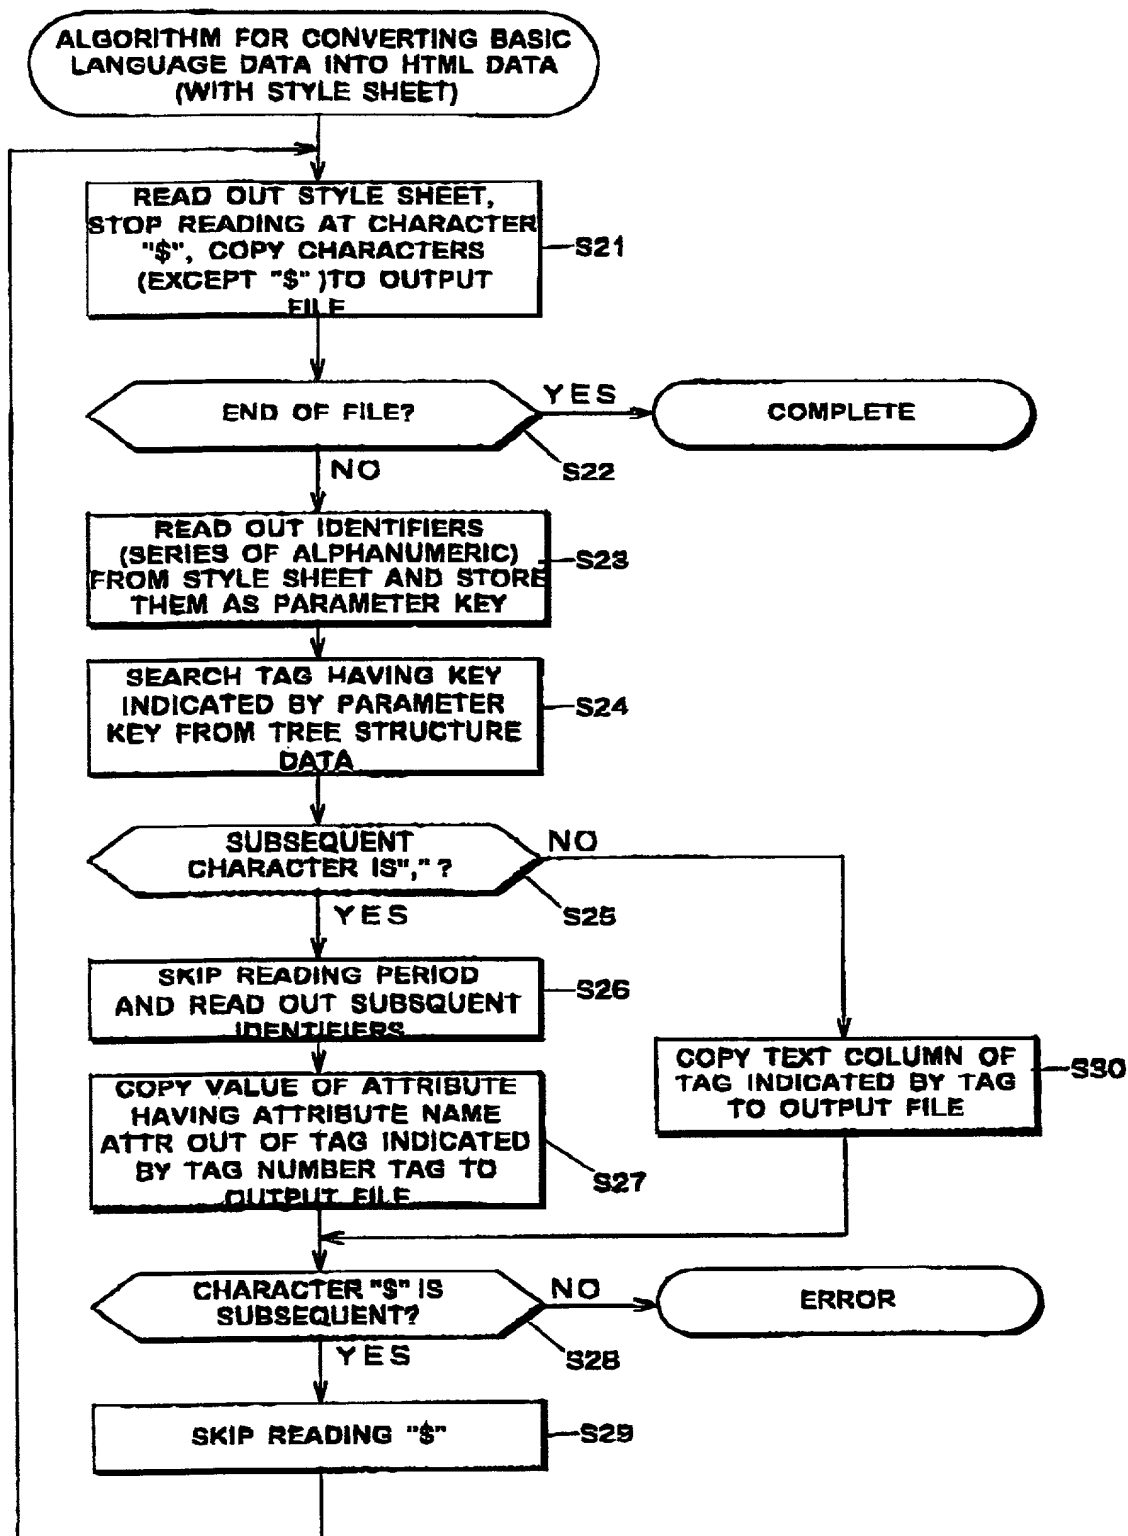 ALGORITHM FOR CONVERTING BASIC
LANGUAGE DATA INTO HTML DATA
(WITH STYLE SHEET)
READ OUT STYLE SHEET,
STOP READING AT CHARACTER
"$", COPY CHARACTERS
(EXCEPT "$" )TO OUTPUT
FILE
S21
END OF FILE?
YES
COMPLETE
S22
NO
READ OUT IDENTIFIERS
(SERIES OF ALPHANUMERIC)
FROM STYLE SHEET AND STORE
THEM AS PARAMETER KEY
S23
SEARCH TAG HAVING KEY
INDICATED BY PARAMETER
KEY FROM TREE STRUCTURE
DATA
S24
SUBSEQUENT
CHARACTER IS"," ?
NO
S25
YES
SKIP READING PERIOD
AND READ OUT SUBSQUENT
IDENTIFIERS
S26
COPY TEXT COLUMN OF
TAG INDICATED BY TAG
TO OUTPUT FILE
S30
COPY VALUE OF ATTRIBUTE
HAVING ATTRIBUTE NAME
ATTR OUT OF TAG INDICATED
BY TAG NUMBER TAG TO
OUTPUT FILE
S27
CHARACTER "$" IS
SUBSEQUENT?
NO
ERROR
S28
YES
SKIP READING "$"
S29